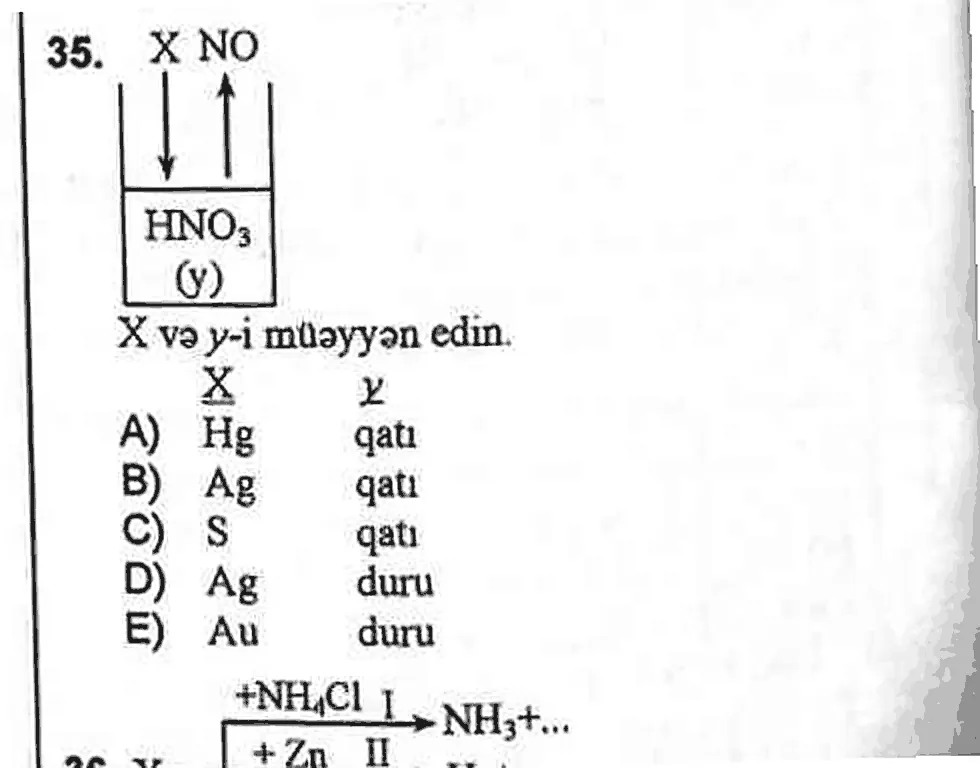 35. X NO
HNO₃
(y)
X və y-i müəyyən edin.
X y
A) Hg qatı
B) Ag qatı
C) S qatı
D) Ag duru
E) Au duru
+NH₄Cl I
NH₃+...
+ Zn II